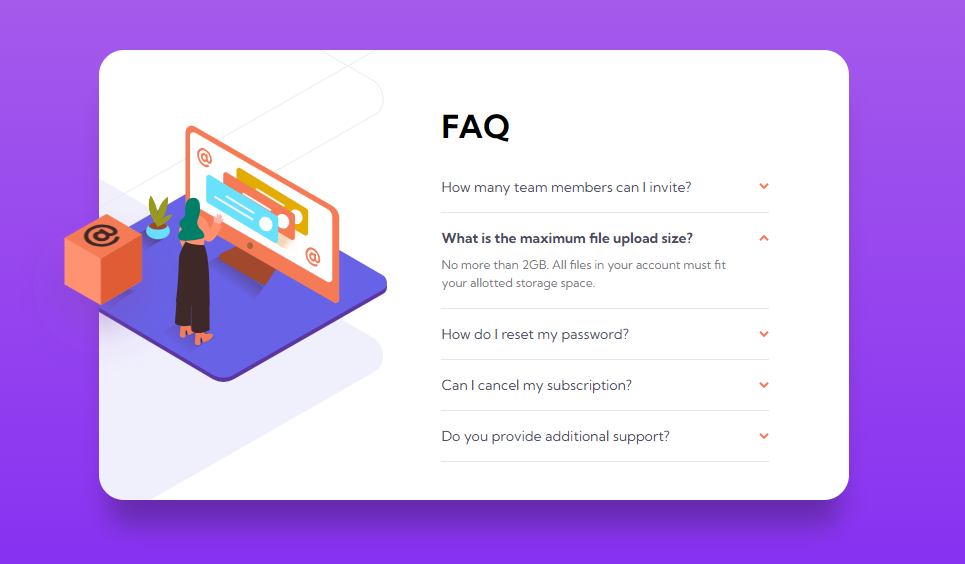 FAQ
How many team members can I invite?
What is the maximum file upload size?
No more than 2GB. All files in your account must fit
your allotted storage space.
How do I reset my password?
Can I cancel my subscription?
Do you provide additional support?
@
@
@